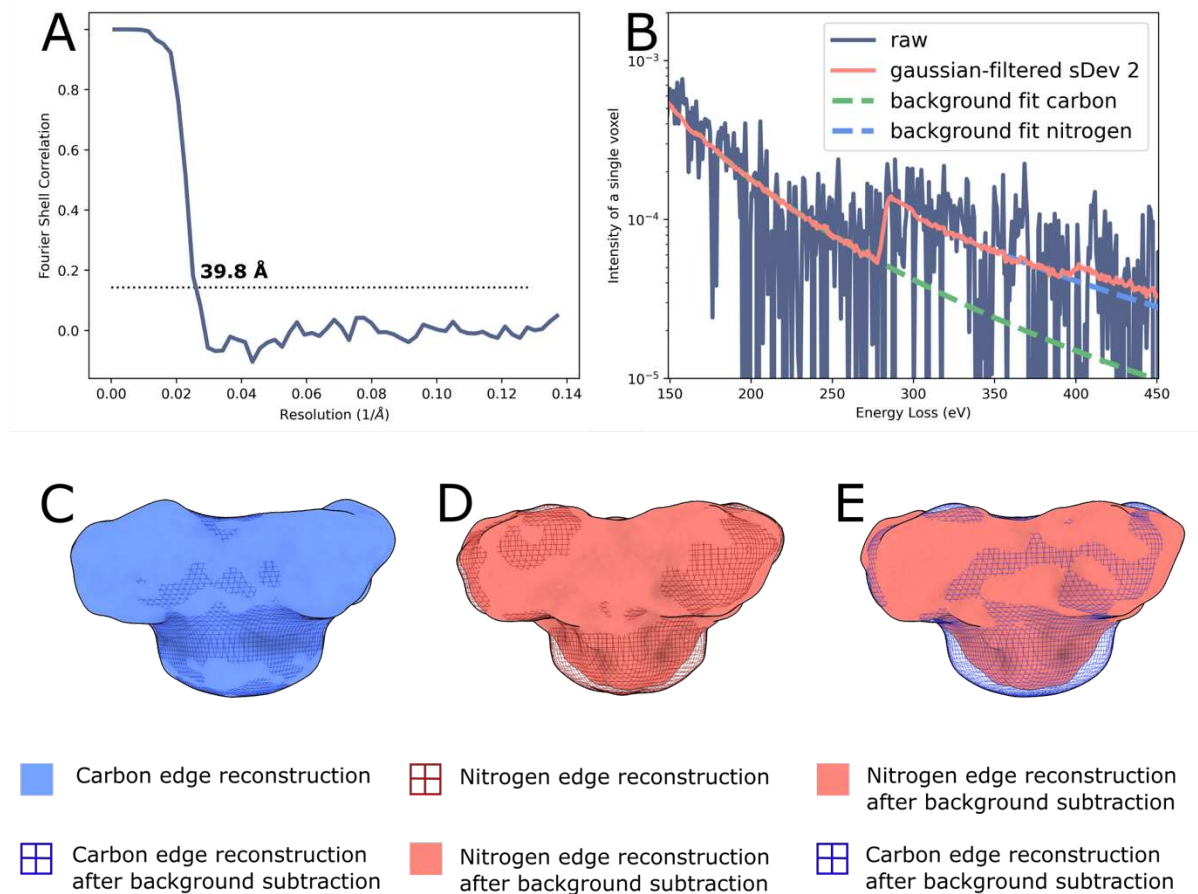 A
Fourier Shell Correlation
0.8
0.6
0.4
0.2
0.0
39.8 Å
0.00
0.02
0.04
0.06
0.08
0.10
0.12
0.14
Resolution (1/Å)
B
Intensity of a single voxel
10⁻³
10⁻⁴
10⁻⁵
raw
gaussian-filtered sDev 2
background fit carbon
background fit nitrogen
150
200
250
300
350
400
450
Energy Loss (eV)
C
D
E
Carbon edge reconstruction
Carbon edge reconstruction
after background subtraction
Nitrogen edge reconstruction
Nitrogen edge reconstruction
after background subtraction
Nitrogen edge reconstruction
after background subtraction
Carbon edge reconstruction
after background subtraction